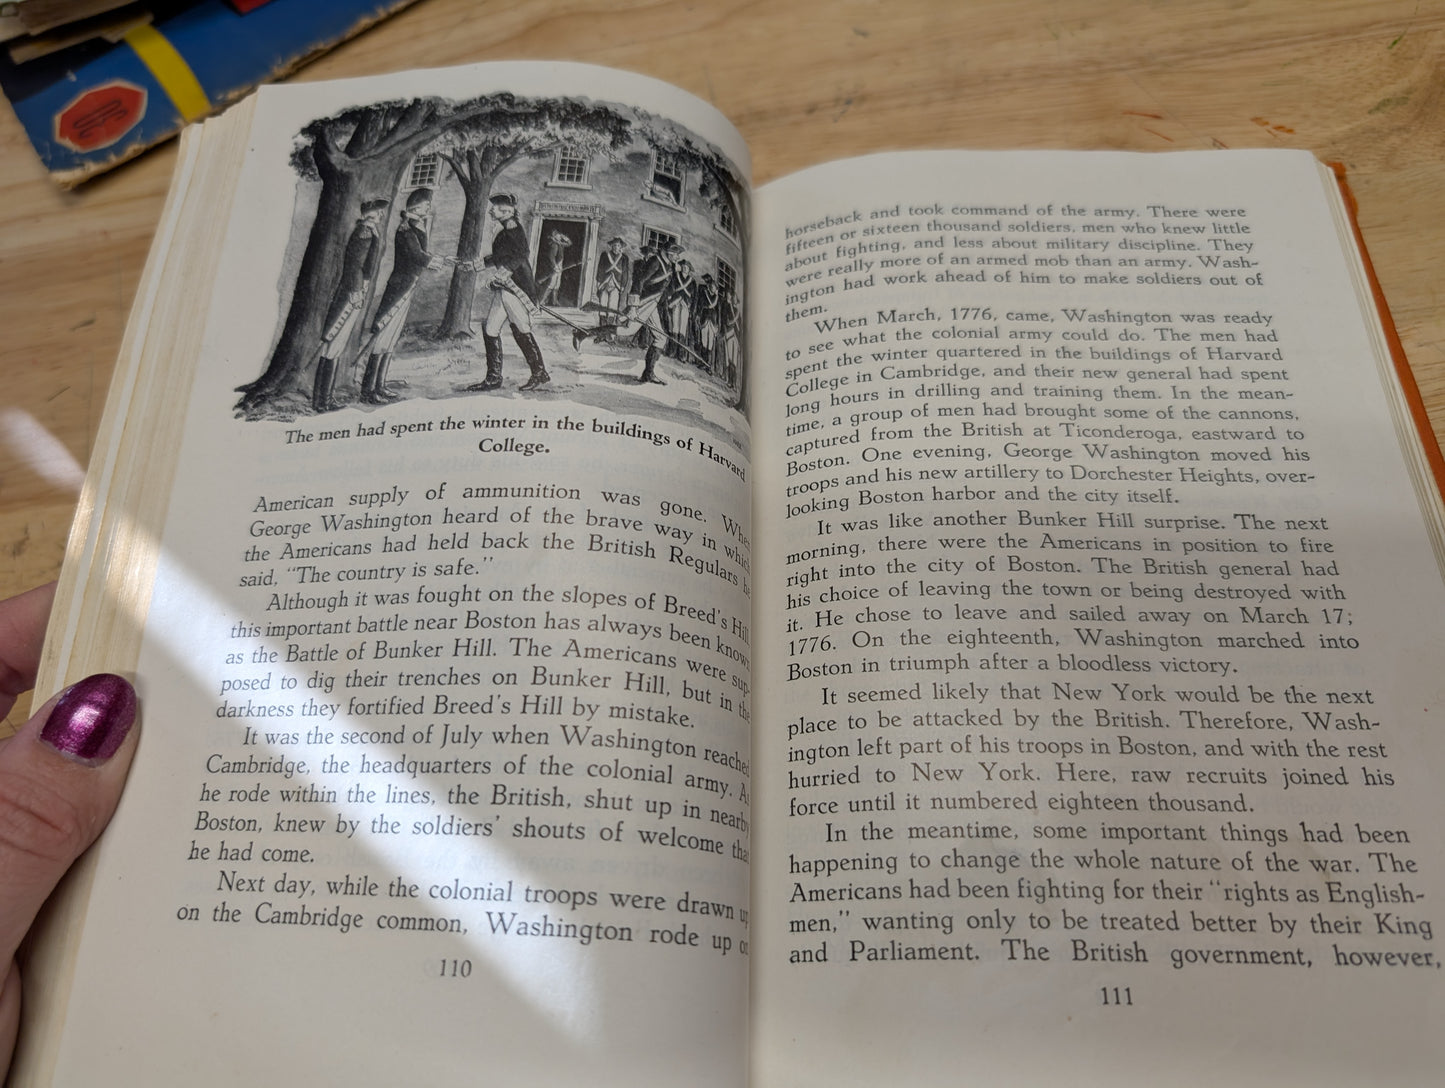 The men had spent the winter in the buildings of Harvard
College.
American supply of ammunition was gone. When
George Washington heard of the brave way in which
the Americans had held back the British Regulars he
said, "The country is safe."
Although it was fought on the slopes of Breed's Hill
this important battle near Boston has always been known
as the Battle of Bunker Hill. The Americans were sup-
posed to dig their trenches on Bunker Hill, but in the
darkness they fortified Breed's Hill by mistake.
It was the second of July when Washington reached
Cambridge, the headquarters of the colonial army. As
he rode within the lines, the British, shut up in nearby
Boston, knew by the soldiers' shouts of welcome that
he had come.
Next day, while the colonial troops were drawn up
on the Cambridge common, Washington rode up on
110
horseback and took command of the army. There were
fifteen or sixteen thousand soldiers, men who knew little
about fighting, and less about military discipline. They
were really more of an armed mob than an army. Wash-
ington had work ahead of him to make soldiers out of
them.
When March, 1776, came, Washington was ready
to see what the colonial army could do. The men had
spent the winter quartered in the buildings of Harvard
College in Cambridge, and their new general had spent
long hours in drilling and training them. In the mean-
time, a group of men had brought some of the cannons,
captured from the British at Ticonderoga, eastward to
Boston. One evening, George Washington moved his
troops and his new artillery to Dorchester Heights, over-
looking Boston harbor and the city itself.
It was like another Bunker Hill surprise. The next
morning, there were the Americans in position to fire
right into the city of Boston. The British general had
his choice of leaving the town or being destroyed with
it. He chose to leave and sailed away on March 17;
1776. On the eighteenth, Washington marched into
Boston in triumph after a bloodless victory.
It seemed likely that New York would be the next
place to be attacked by the British. Therefore, Wash-
ington left part of his troops in Boston, and with the rest
hurried to New York. Here, raw recruits joined his
force until it numbered eighteen thousand.
In the meantime, some important things had been
happening to change the whole nature of the war. The
Americans had been fighting for their "rights as English-
men," wanting only to be treated better by their King
and Parliament. The British government, however,
111